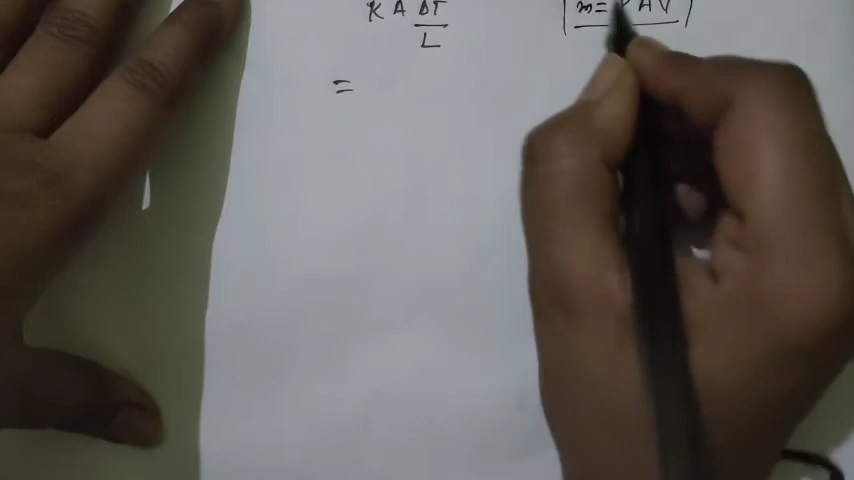 K A ΔT
L
m = A V
=